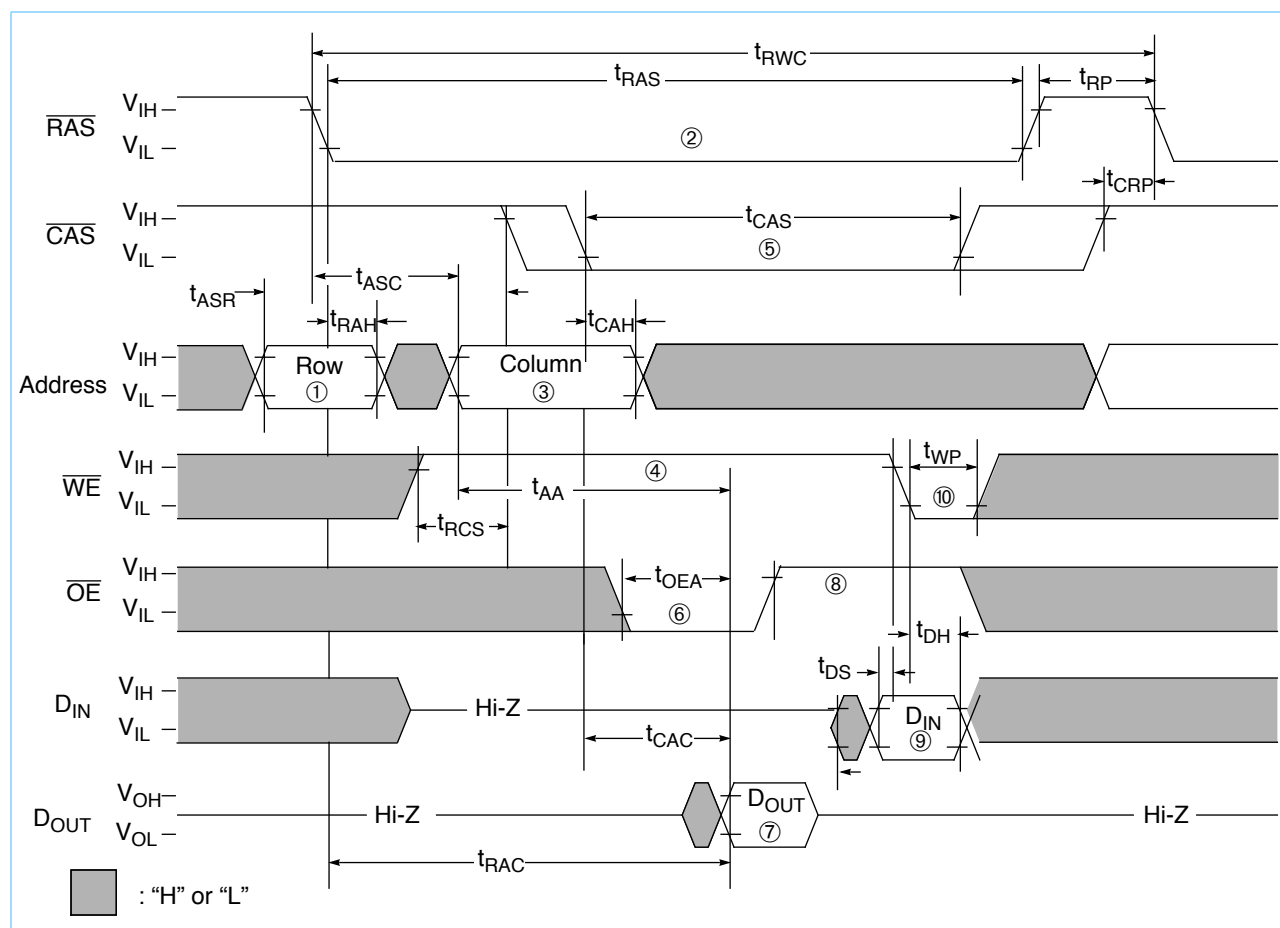 tRWC
tRAS
tRP
RAS
VIH
VIL
②
tCRP
CAS
VIH
VIL
tCAS
⑤
tASC
tASR
tRAH
tCAH
Address
VIH
VIL
Row
①
Column
③
WE
VIH
VIL
④
tWP
tAA
⑩
tRCS
OE
VIH
VIL
tOEA
⑧
⑥
tDH
tDS
DIN
VIH
VIL
Hi-Z
DIN
⑨
tCAC
DOUT
VOH
VOL
Hi-Z
DOUT
⑦
Hi-Z
tRAC
: “H” or “L”